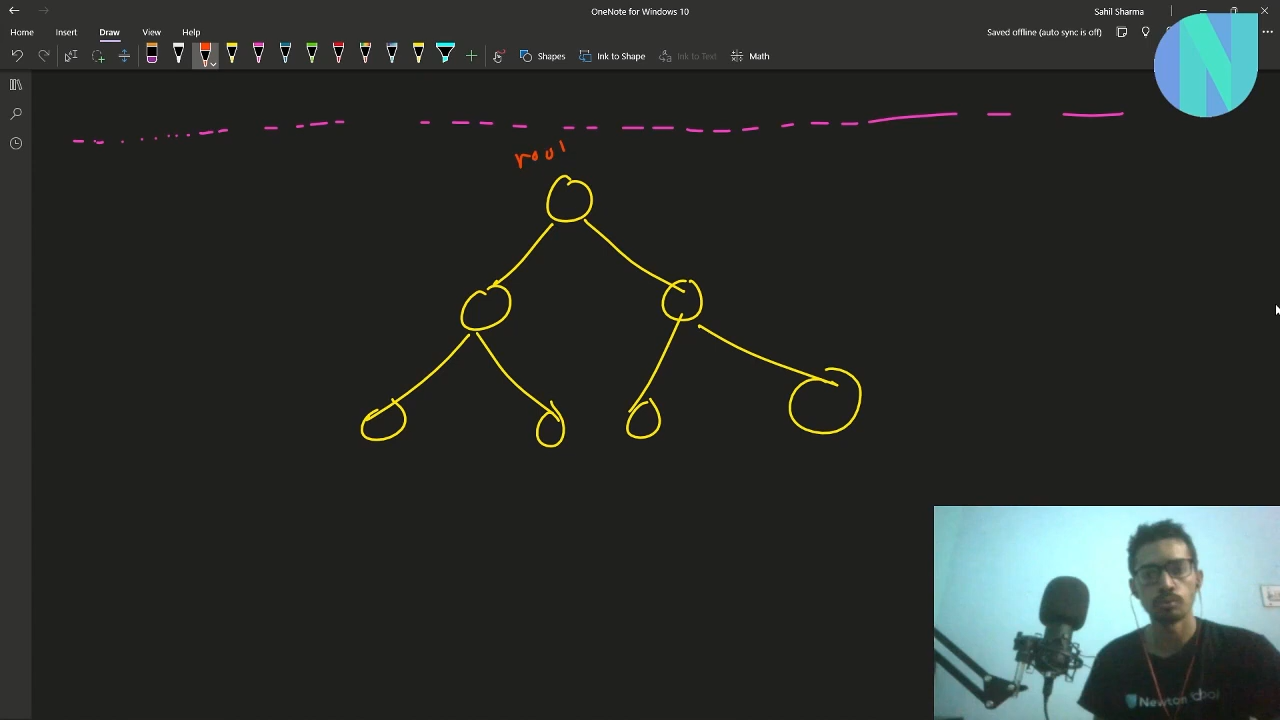 OneNote for Windows 10
Sahil Sharma
Home Insert Draw View Help
Saved offline (auto sync is off)
Shapes Ink to Shape Ink to Text Math
root
Newton